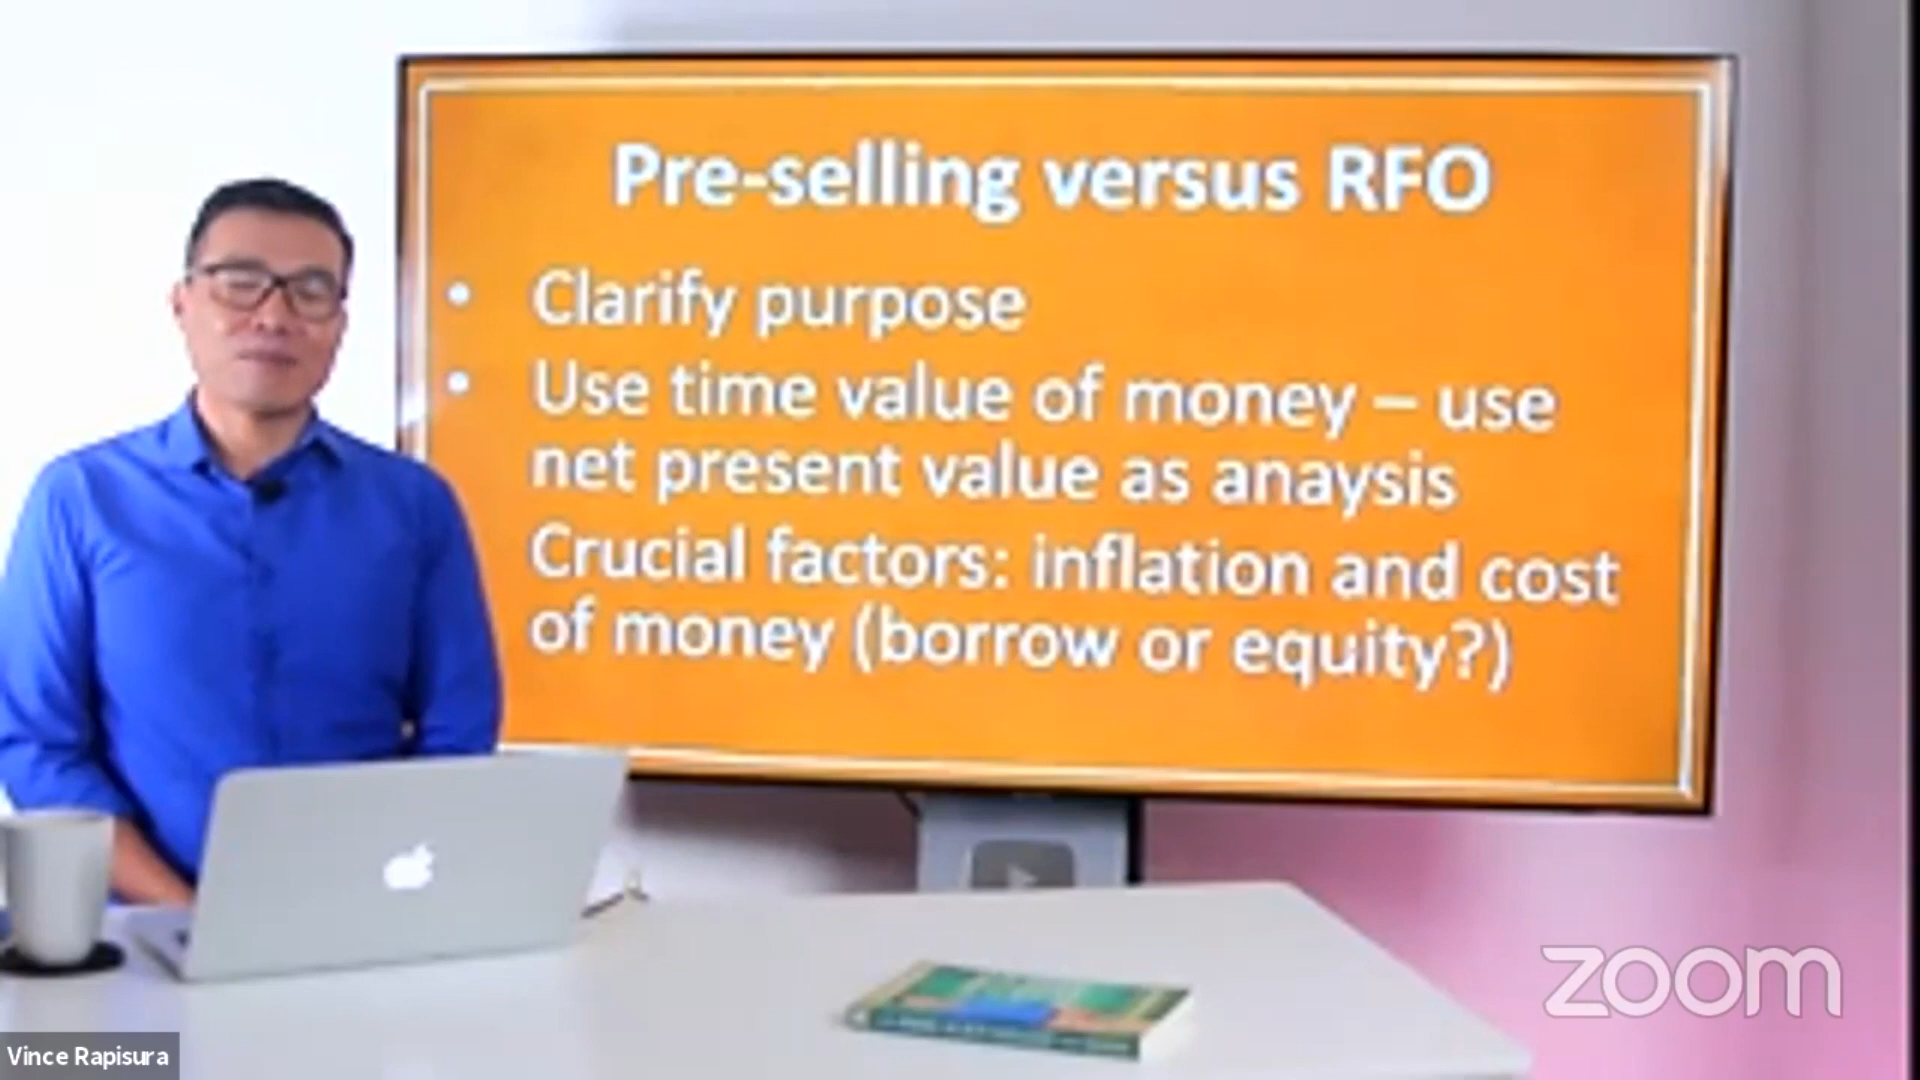 Pre-selling versus RFO
• Clarify purpose
• Use time value of money – use
net present value as anaysis
Crucial factors: inflation and cost
of money (borrow or equity?)
zoom
Vince Rapisura